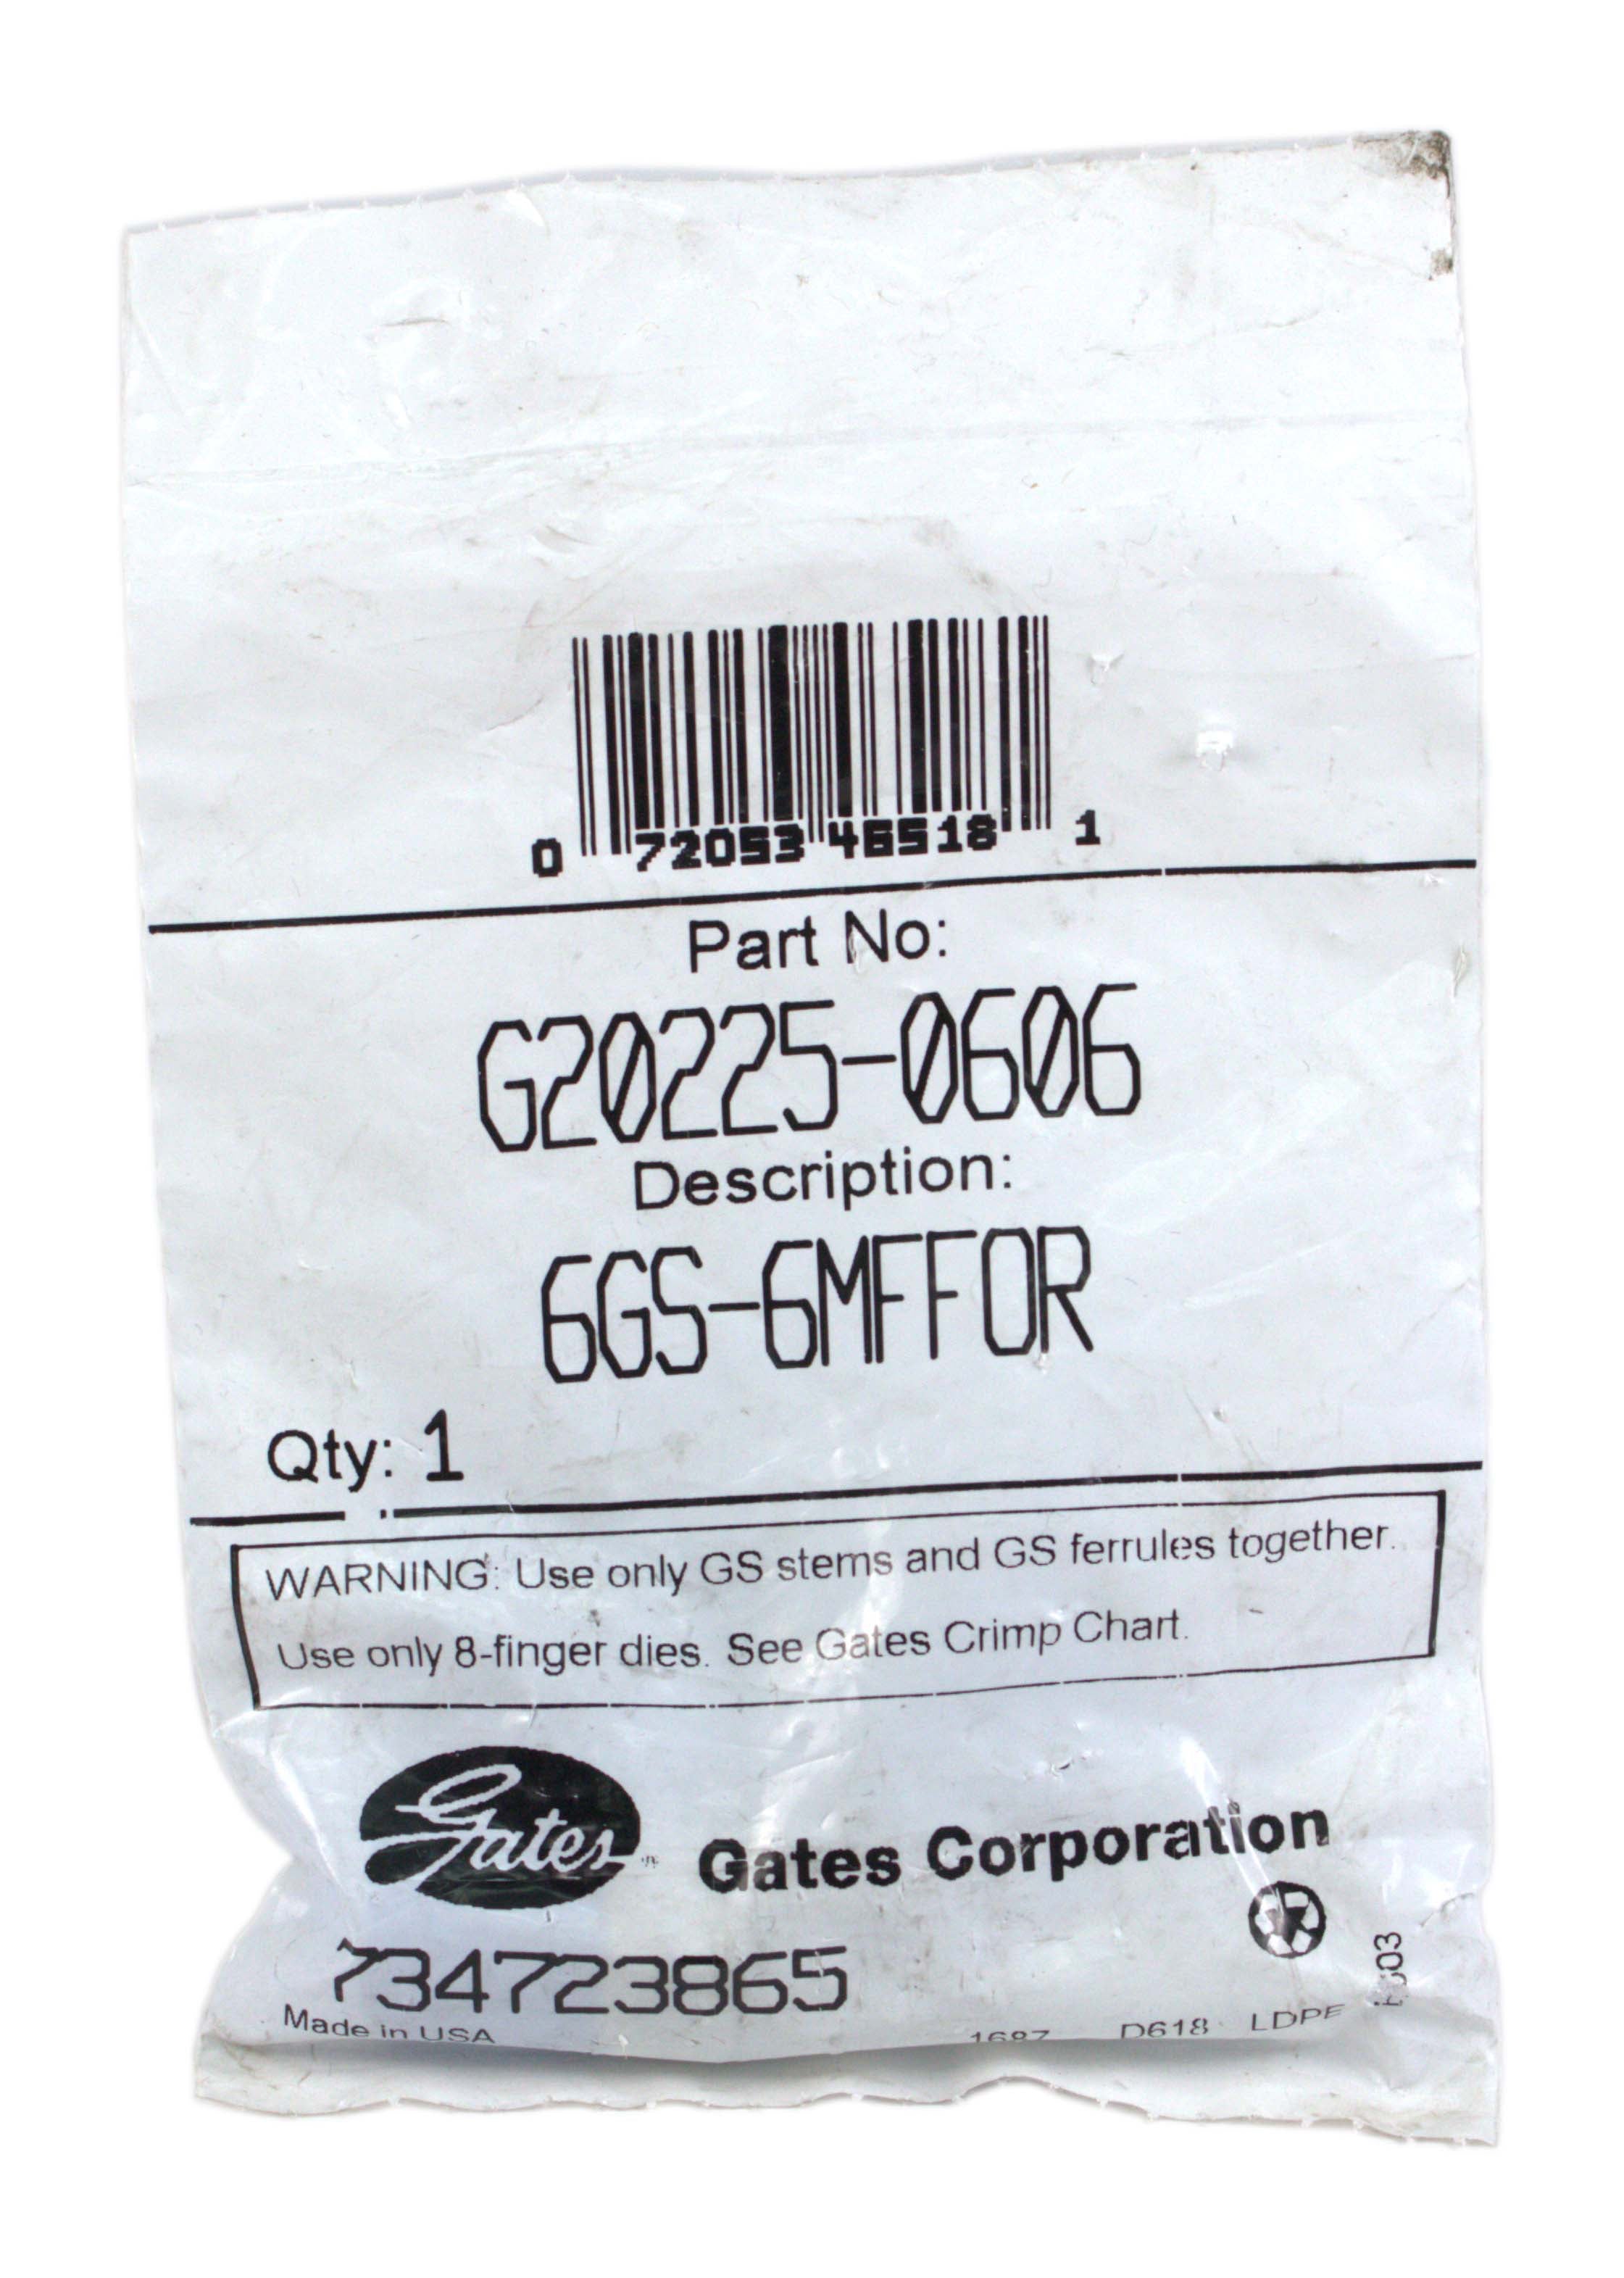 0 72053 46518 1
Part No:
G20225-0606
Description:
6GS-6MFFOR
Qty: 1
WARNING: Use only GS stems and GS ferrules together.
Use only 8-finger dies. See Gates Crimp Chart.
Gates
Gates Corporation
734723865
Made in USA
1687 D618 LDPE